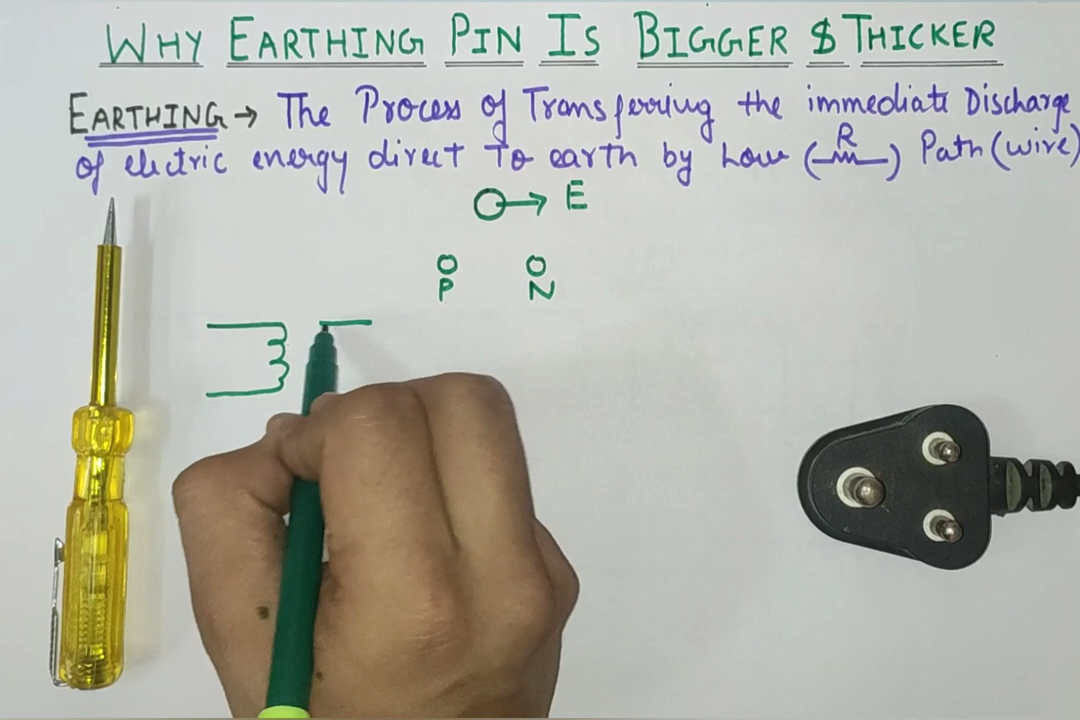 WHY EARTHING PIN IS BIGGER & THICKER
EARTHING → The Process of Transferring the immediate Discharge
of electric energy direct To earth by Low (R) Path (wire)
E
P N